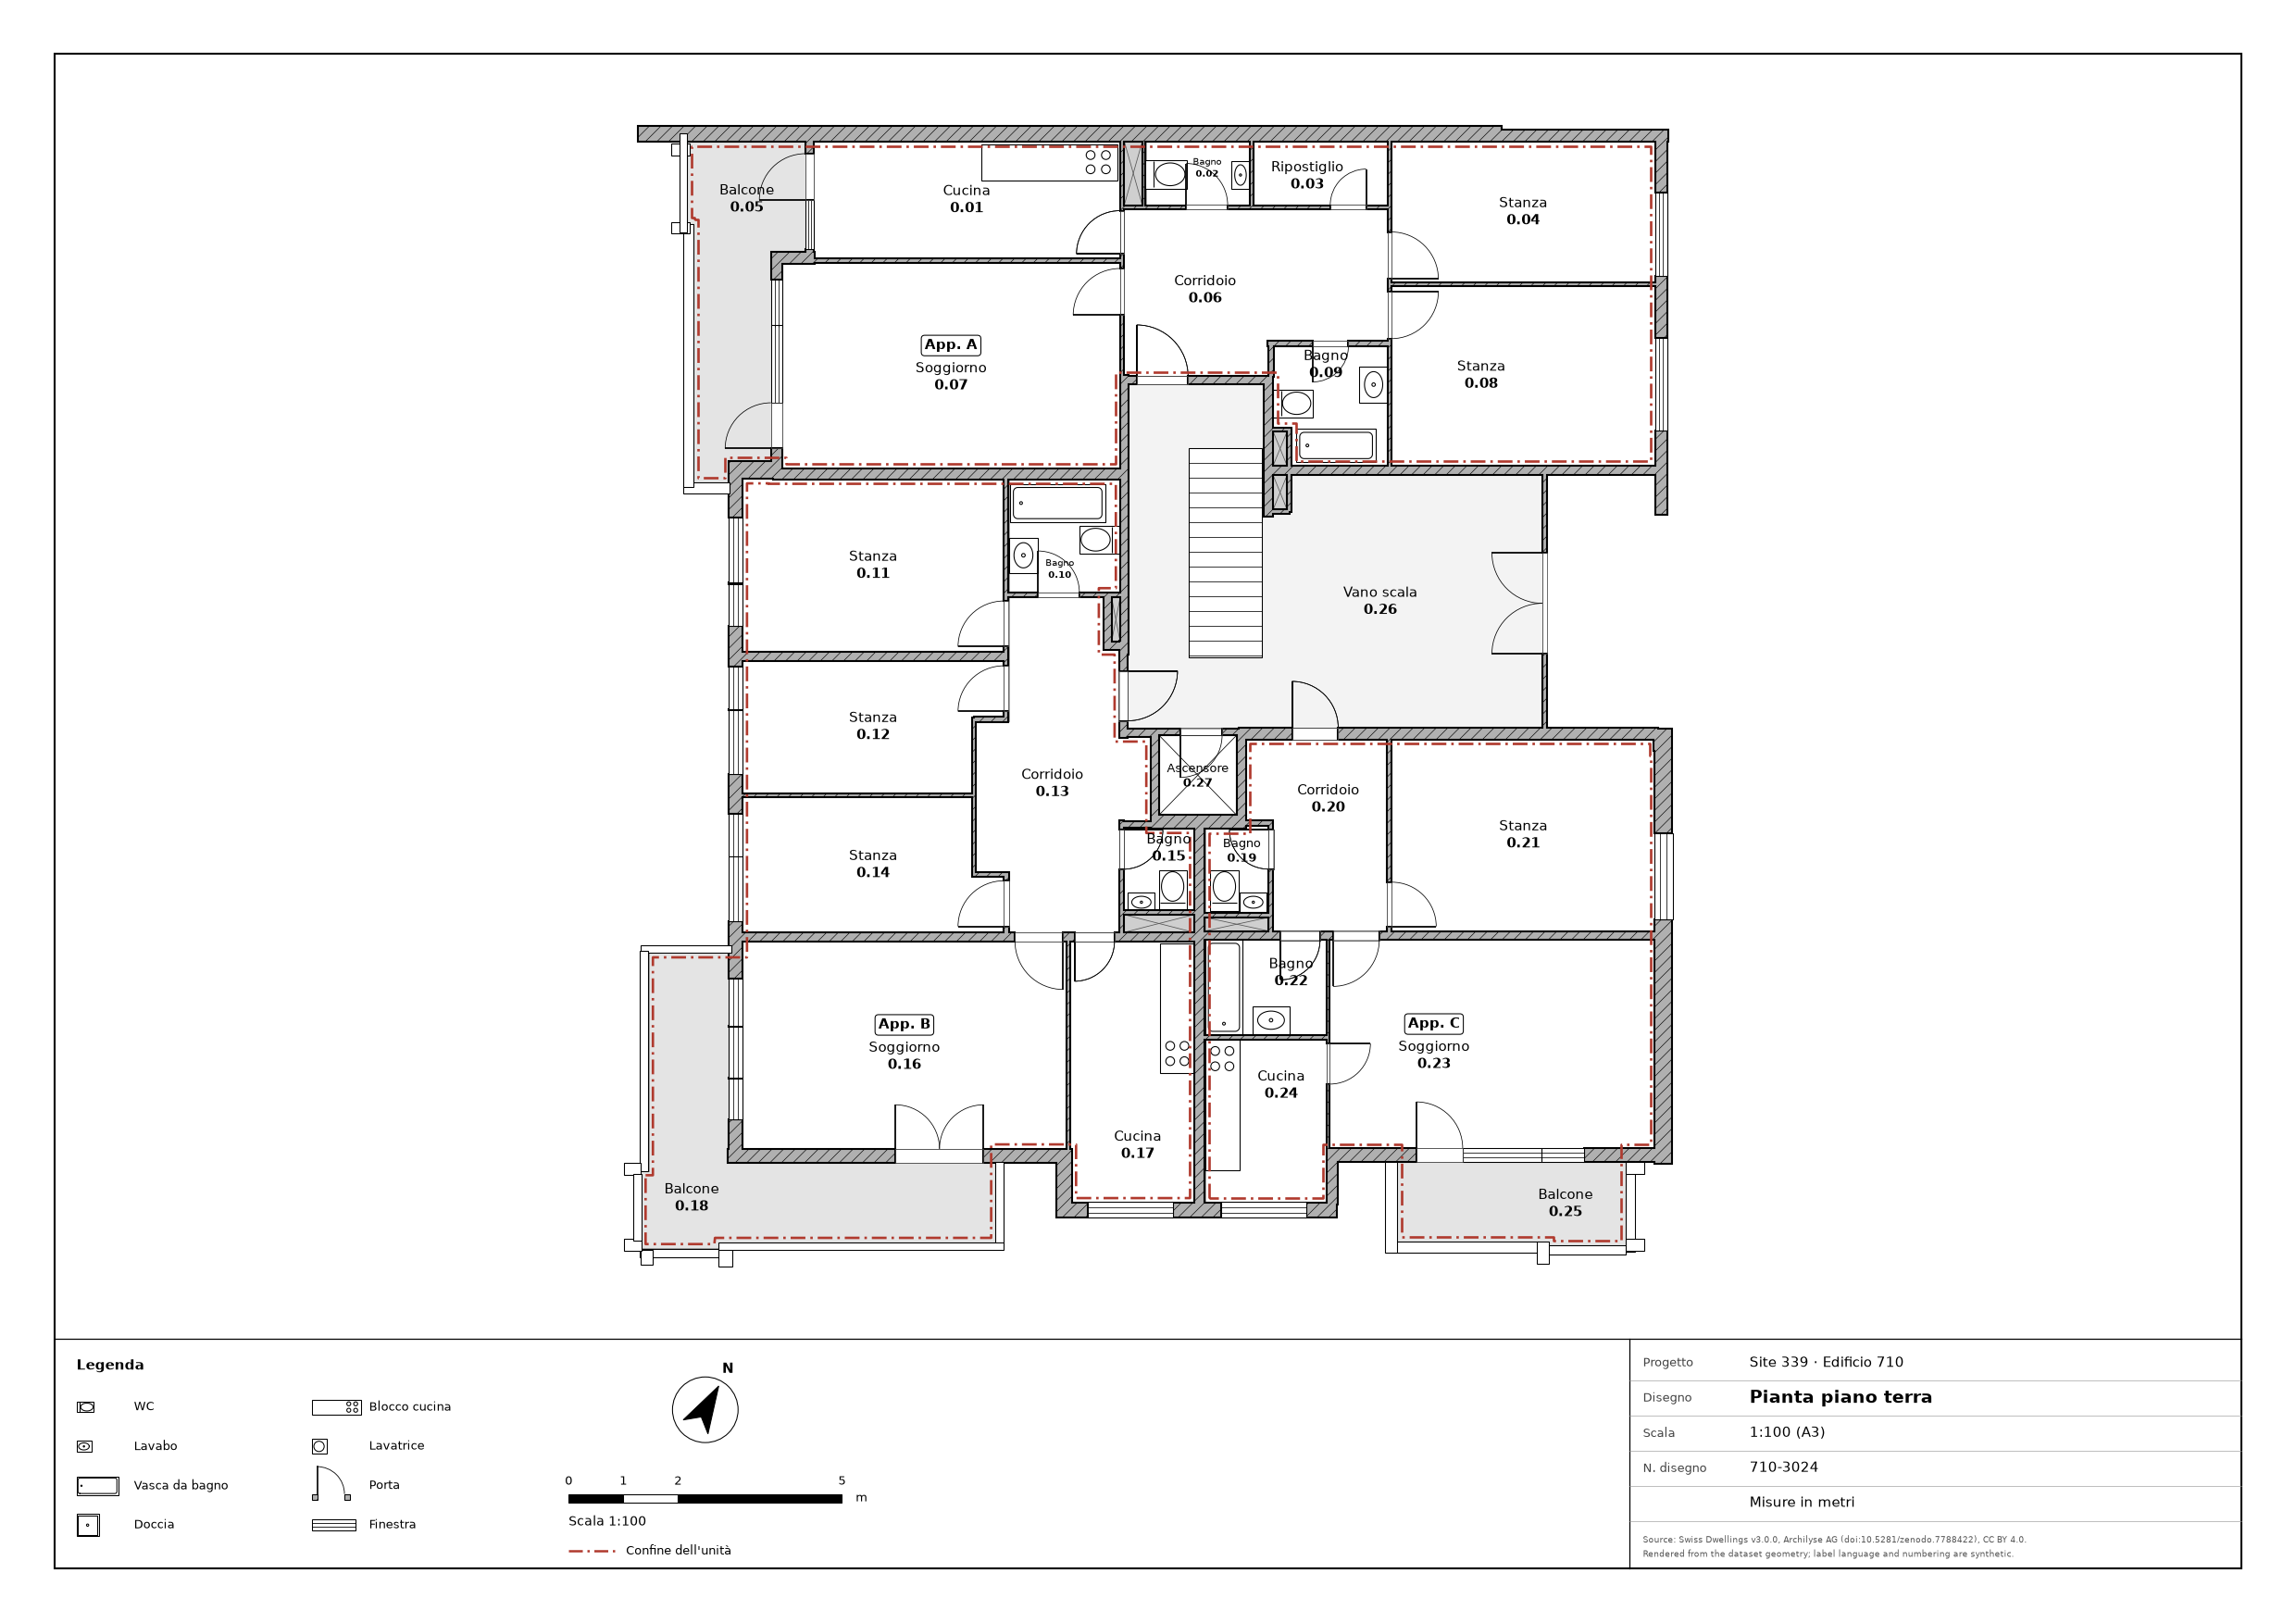 Balcone
0.05
Cucina
0.01
Bagno
0.02
Ripostiglio
0.03
Stanza
0.04
Corridoio
0.06
App. A
Soggiorno
0.07
Bagno
0.09
Stanza
0.08
Stanza
0.11
Bagno
0.10
Vano scala
0.26
Stanza
0.12
Corridoio
0.13
Ascensore
0.27
Corridoio
0.20
Stanza
0.21
Stanza
0.14
Bagno
0.15
Bagno
0.19
App. B
Soggiorno
0.16
Bagno
0.22
App. C
Soggiorno
0.23
Cucina
0.24
Cucina
0.17
Balcone
0.18
Balcone
0.25
Legenda
WC
Lavabo
Vasca da bagno
Doccia
Blocco cucina
Lavatrice
Porta
Finestra
N
0 1 2 5
m
Scala 1:100
Confine dell'unità
Progetto Site 339 · Edificio 710
Disegno Pianta piano terra
Scala 1:100 (A3)
N. disegno 710-3024
Misure in metri
Source: Swiss Dwellings v3.0.0, Archilyse AG (doi:10.5281/zenodo.7788422), CC BY 4.0.
Rendered from the dataset geometry; label language and numbering are synthetic.